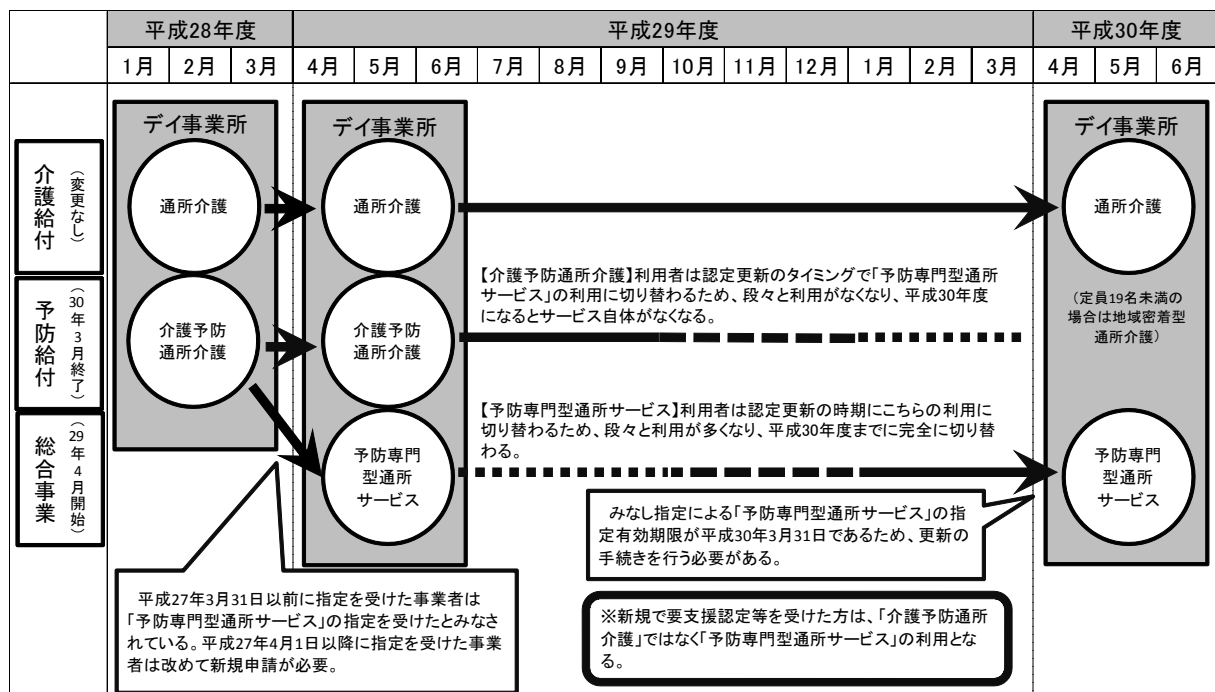 平成28年度
平成29年度
平成30年度
1月 2月 3月 4月 5月 6月 7月 8月 9月 10月 11月 12月 1月 2月 3月 4月 5月 6月
介護給付
（変更なし）
予防給付
（30年3月終了）
総合事業
（29年4月開始）
デイ事業所
通所介護
介護予防
通所介護
デイ事業所
通所介護
介護予防
通所介護
予防専門
型通所
サービス
【介護予防通所介護】利用者は認定更新のタイミングで「予防専門型通所
サービス」の利用に切り替わるため、段々と利用がなくなり、平成30年度
になるとサービス自体がなくなる。
【予防専門型通所サービス】利用者は認定更新の時期にこちらの利用に
切り替わるため、段々と利用が多くなり、平成30年度までに完全に切り替
わる。
デイ事業所
通所介護
（定員19名未満の
場合は地域密着型
通所介護）
予防専門
型通所
サービス
みなし指定による「予防専門型通所サービス」の指
定有効期限が平成30年3月31日であるため、更新の
手続きを行う必要がある。
平成27年3月31日以前に指定を受けた事業者は
「予防専門型通所サービス」の指定を受けたとみなさ
れている。平成27年4月1日以降に指定を受けた事業
者は改めて新規申請が必要。
※新規で要支援認定等を受けた方は、「介護予防通所
介護」ではなく「予防専門型通所サービス」の利用とな
る。